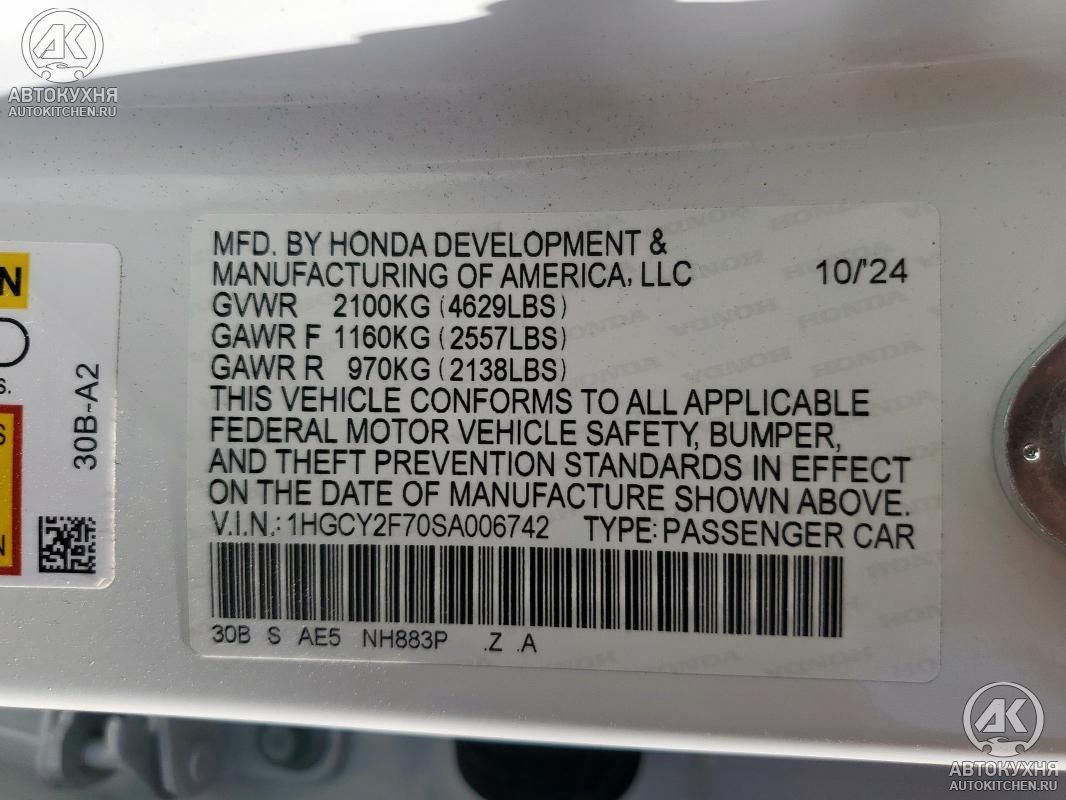 AK
АВТОКУХНЯ
AUTOKITCHEN.RU
MFD. BY HONDA DEVELOPMENT &
MANUFACTURING OF AMERICA, LLC 10/'24
GVWR 2100KG (4629LBS)
GAWR F 1160KG (2557LBS)
GAWR R 970KG (2138LBS)
THIS VEHICLE CONFORMS TO ALL APPLICABLE
FEDERAL MOTOR VEHICLE SAFETY, BUMPER,
AND THEFT PREVENTION STANDARDS IN EFFECT
ON THE DATE OF MANUFACTURE SHOWN ABOVE.
V.I.N.: 1HGCY2F70SA006742 TYPE: PASSENGER CAR
30B S AE5 NH883P .Z .A
30B-A2
AK
АВТОКУХНЯ
AUTOKITCHEN.RU